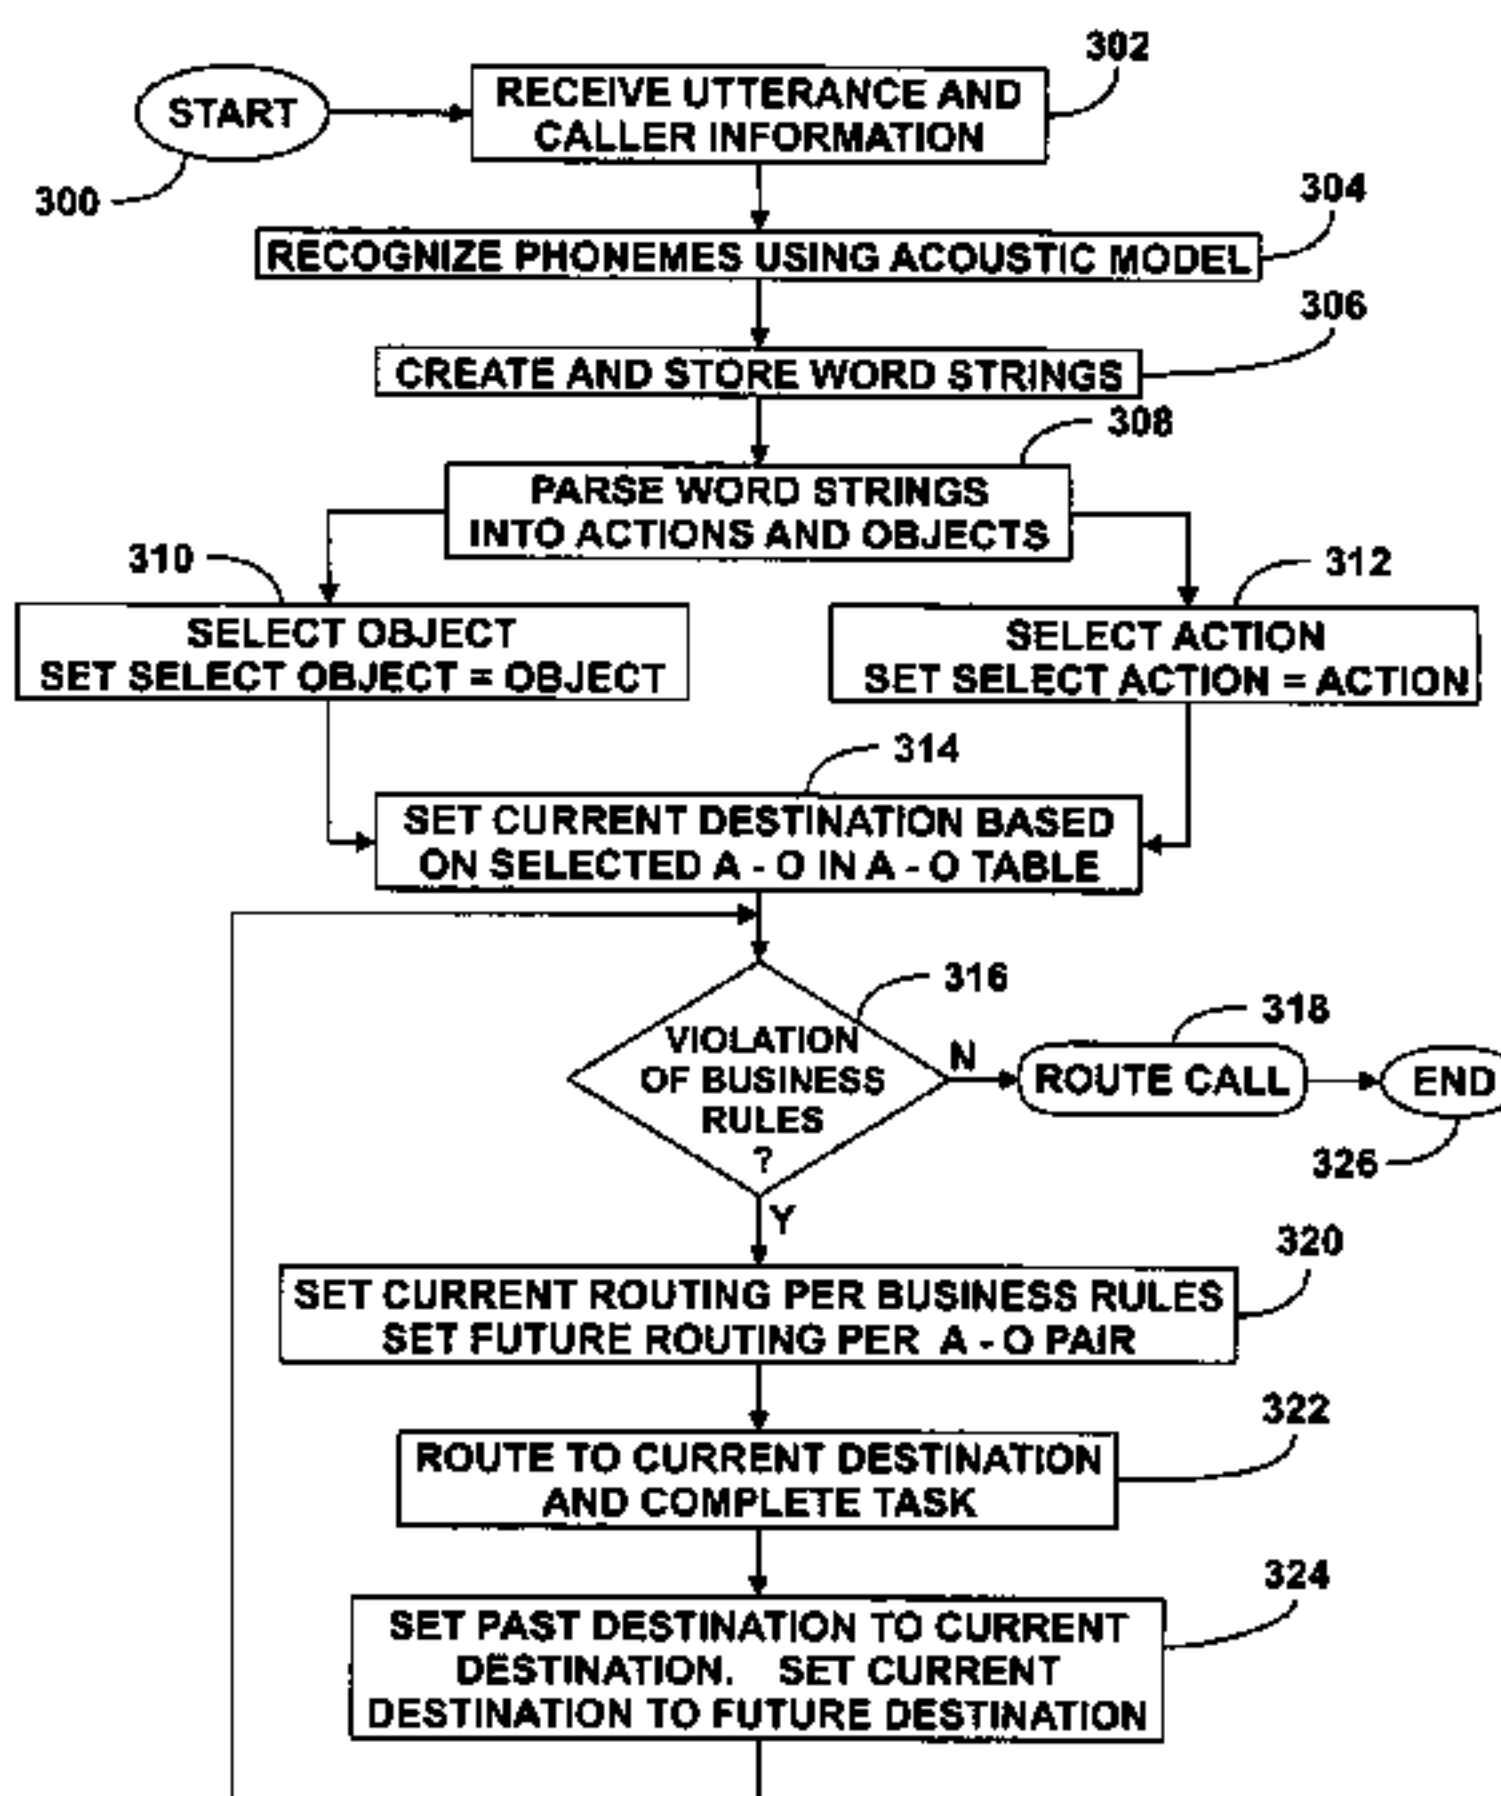 302
START
RECEIVE UTTERANCE AND
CALLER INFORMATION
300
304
RECOGNIZE PHONEMES USING ACOUSTIC MODEL
306
CREATE AND STORE WORD STRINGS
308
PARSE WORD STRINGS
INTO ACTIONS AND OBJECTS
310
312
SELECT OBJECT
SET SELECT OBJECT = OBJECT
SELECT ACTION
SET SELECT ACTION = ACTION
314
SET CURRENT DESTINATION BASED
ON SELECTED A - O IN A - O TABLE
316
318
VIOLATION
OF BUSINESS
RULES
?
N
ROUTE CALL
END
326
Y
320
SET CURRENT ROUTING PER BUSINESS RULES
SET FUTURE ROUTING PER A - O PAIR
322
ROUTE TO CURRENT DESTINATION
AND COMPLETE TASK
324
SET PAST DESTINATION TO CURRENT
DESTINATION. SET CURRENT
DESTINATION TO FUTURE DESTINATION